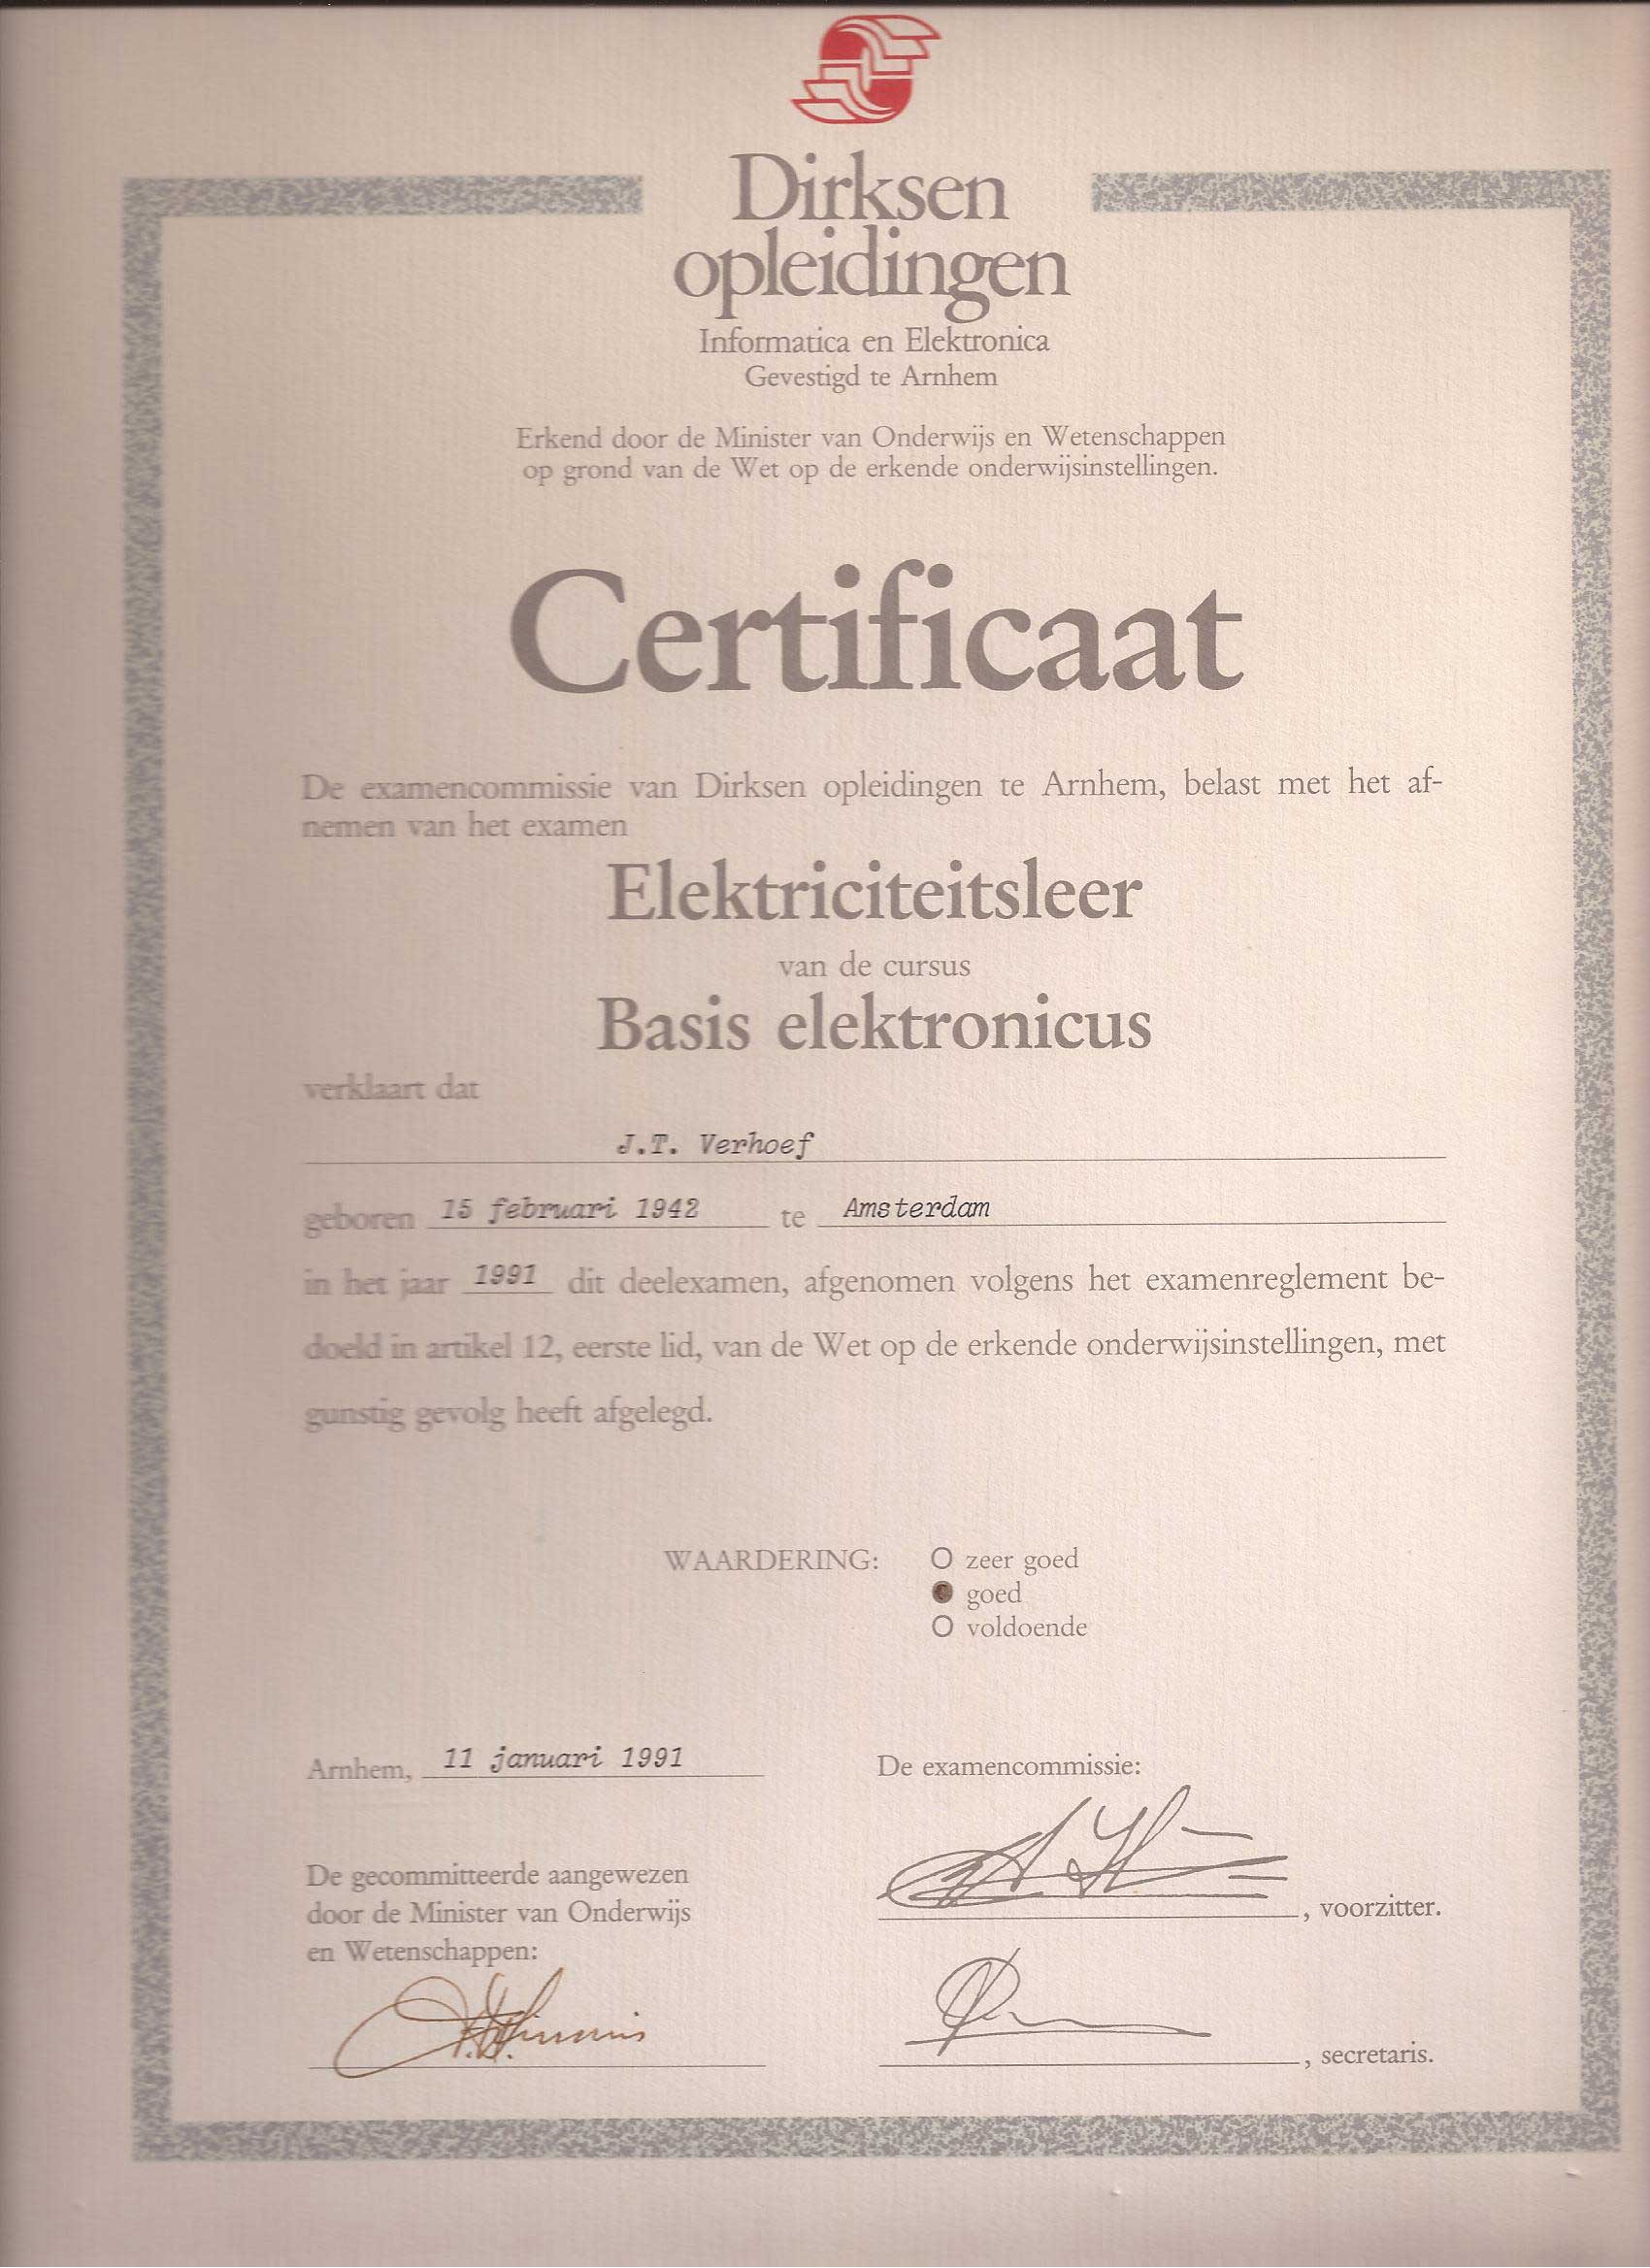 Dirksen
opleidingen
Informatica en Elektronica
Gevestigd te Arnhem
Erkend door de Minister van Onderwijs en Wetenschappen
op grond van de Wet op de erkende onderwijsinstellingen.
Certificaat
De examencommissie van Dirksen opleidingen te Arnhem, belast met het af-
nemen van het examen
Elektriciteitsleer
van de cursus
Basis elektronicus
verklaart dat
J.T. Verhoef
geboren 15 februari 1942 te Amsterdam
in het jaar 1991 dit deelexamen, afgenomen volgens het examenreglement be-
doeld in artikel 12, eerste lid, van de Wet op de erkende onderwijsinstellingen, met
gunstig gevolg heeft afgelegd.
WAARDERING: O zeer goed
goed
O voldoende
Arnhem, 11 januari 1991
De examencommissie:
, voorzitter.
De gecommitteerde aangewezen
door de Minister van Onderwijs
en Wetenschappen:
, secretaris.